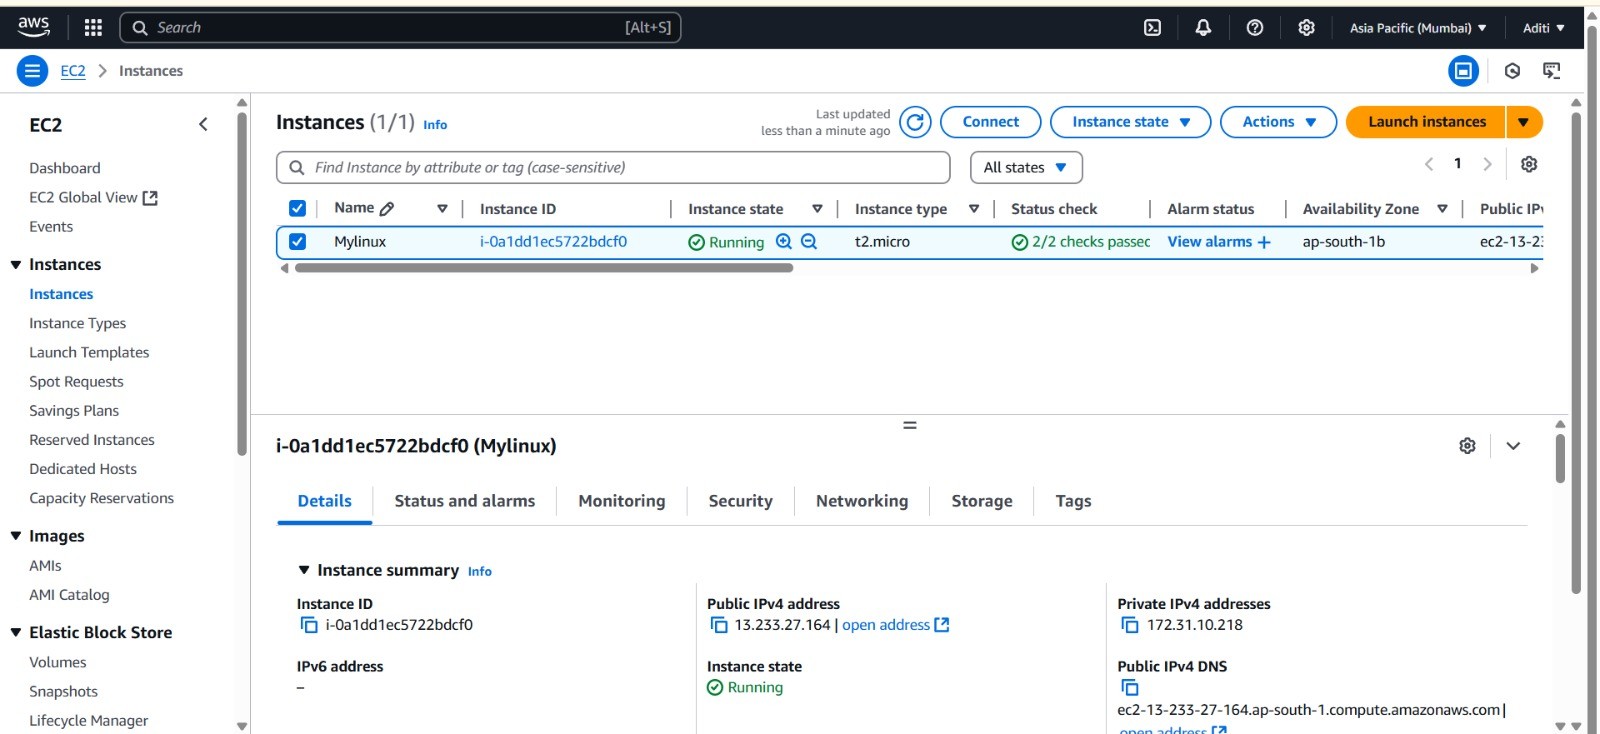 aws
Search [Alt+S]
Asia Pacific (Mumbai)
Aditi
EC2
Instances
EC2
Dashboard
EC2 Global View
Events
Instances
Instances
Instance Types
Launch Templates
Spot Requests
Savings Plans
Reserved Instances
Dedicated Hosts
Capacity Reservations
Images
AMIs
AMI Catalog
Elastic Block Store
Volumes
Snapshots
Lifecycle Manager
Instances (1/1) Info
Last updated
less than a minute ago
Connect
Instance state
Actions
Launch instances
Find Instance by attribute or tag (case-sensitive)
All states
1
Name Instance ID Instance state Instance type Status check Alarm status Availability Zone Public IPv
Mylinux i-0a1dd1ec5722bdcf0 Running t2.micro 2/2 checks passed View alarms + ap-south-1b ec2-13-23
i-0a1dd1ec5722bdcf0 (Mylinux)
Details Status and alarms Monitoring Security Networking Storage Tags
Instance summary Info
Instance ID
i-0a1dd1ec5722bdcf0
IPv6 address
–
Public IPv4 address
13.233.27.164 | open address
Instance state
Running
Private IPv4 addresses
172.31.10.218
Public IPv4 DNS
ec2-13-233-27-164.ap-south-1.compute.amazonaws.com |
open address